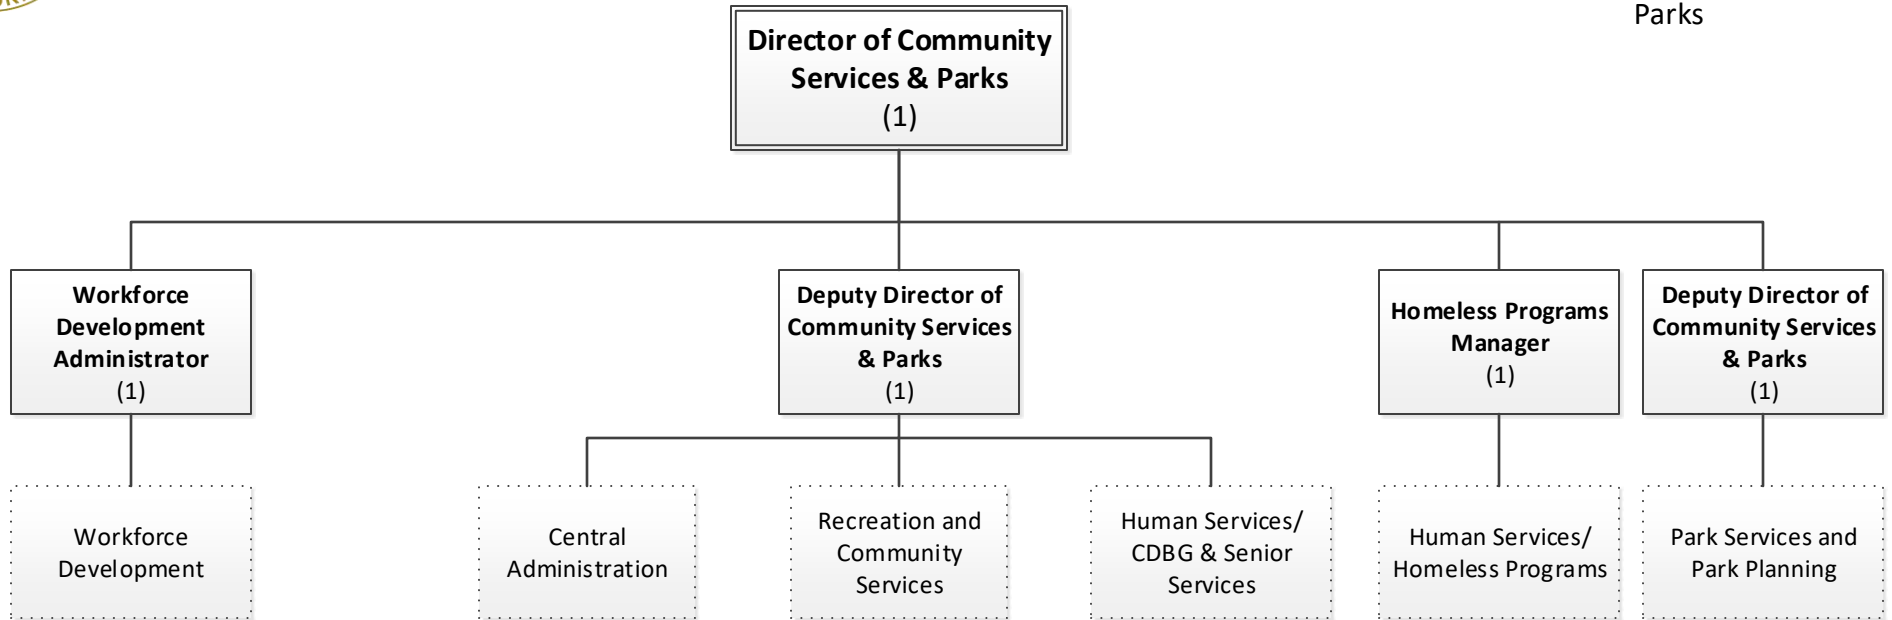 Parks
Director of Community
Services & Parks
(1)
Workforce
Development
Administrator
(1)
Deputy Director of
Community Services
& Parks
(1)
Homeless Programs
Manager
(1)
Deputy Director of
Community Services
& Parks
(1)
Workforce
Development
Central
Administration
Recreation and
Community
Services
Human Services/
CDBG & Senior
Services
Human Services/
Homeless Programs
Park Services and
Park Planning